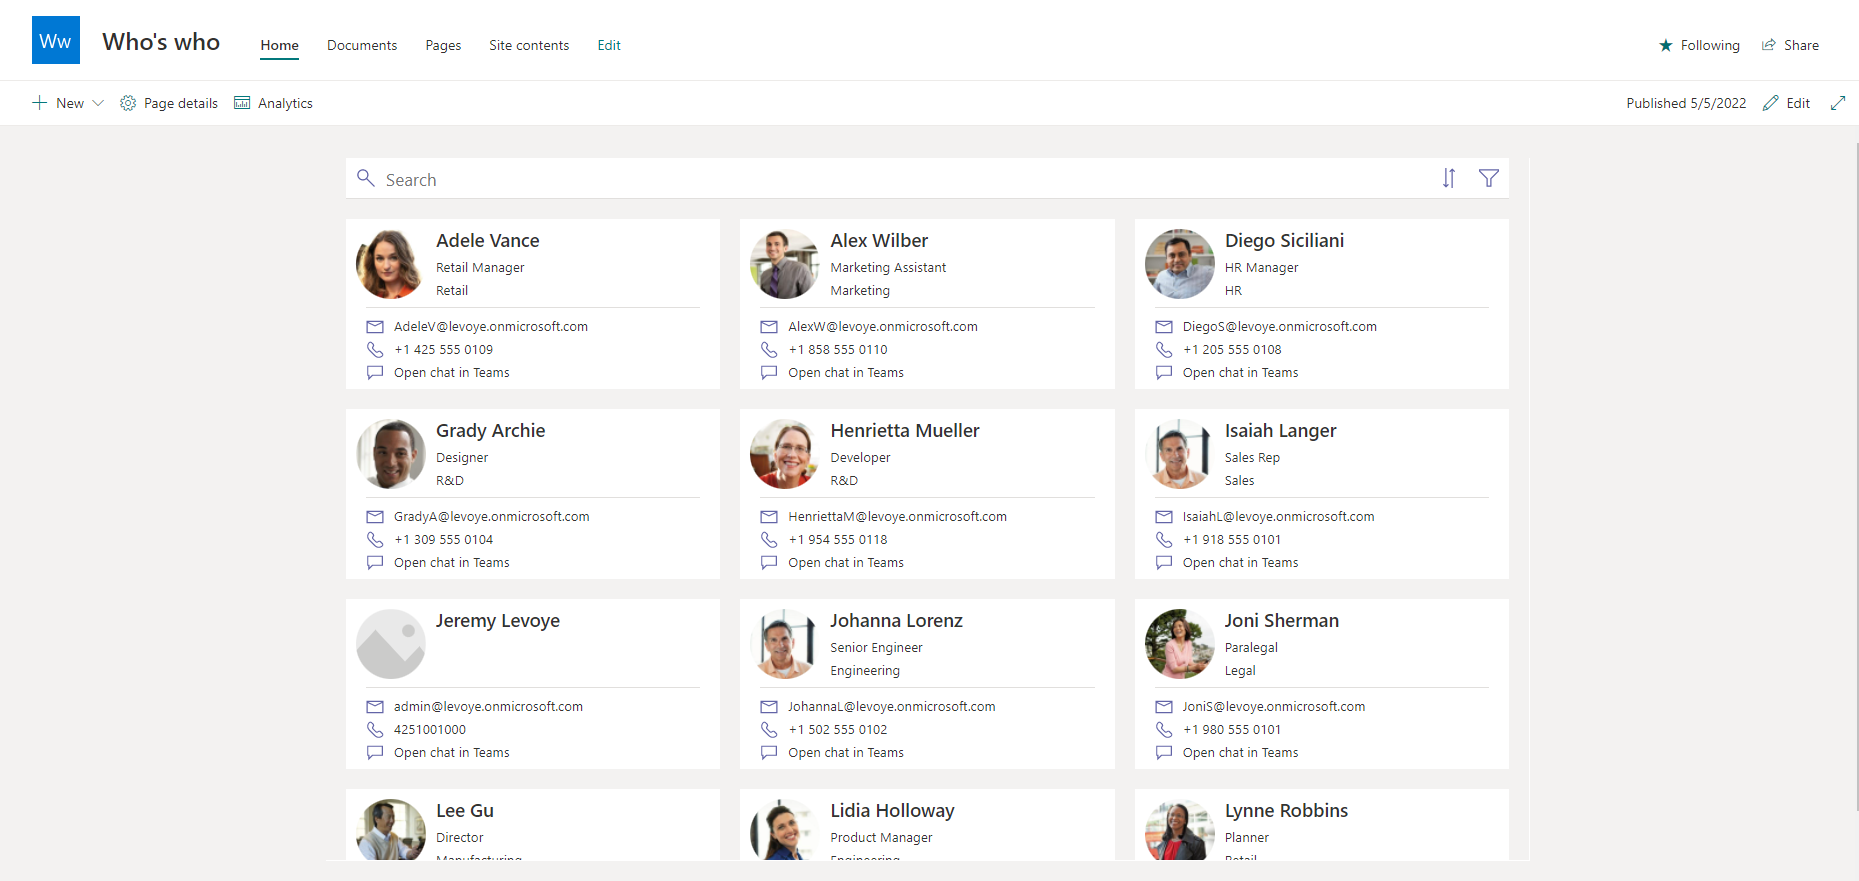 Ww
Who's who
Home Documents Pages Site contents Edit
Following Share
New Page details Analytics
Published 5/5/2022 Edit
Search
Adele Vance
Retail Manager
Retail
AdeleV@levoye.onmicrosoft.com
+1 425 555 0109
Open chat in Teams
Alex Wilber
Marketing Assistant
Marketing
AlexW@levoye.onmicrosoft.com
+1 858 555 0110
Open chat in Teams
Diego Siciliani
HR Manager
HR
DiegoS@levoye.onmicrosoft.com
+1 205 555 0108
Open chat in Teams
Grady Archie
Designer
R&D
GradyA@levoye.onmicrosoft.com
+1 309 555 0104
Open chat in Teams
Henrietta Mueller
Developer
R&D
HenriettaM@levoye.onmicrosoft.com
+1 954 555 0118
Open chat in Teams
Isaiah Langer
Sales Rep
Sales
IsaiahL@levoye.onmicrosoft.com
+1 918 555 0101
Open chat in Teams
Jeremy Levoye
admin@levoye.onmicrosoft.com
4251001000
Open chat in Teams
Johanna Lorenz
Senior Engineer
Engineering
JohannaL@levoye.onmicrosoft.com
+1 502 555 0102
Open chat in Teams
Joni Sherman
Paralegal
Legal
JoniS@levoye.onmicrosoft.com
+1 980 555 0101
Open chat in Teams
Lee Gu
Director
Manufacturing
Lidia Holloway
Product Manager
Engineering
Lynne Robbins
Planner
Retail